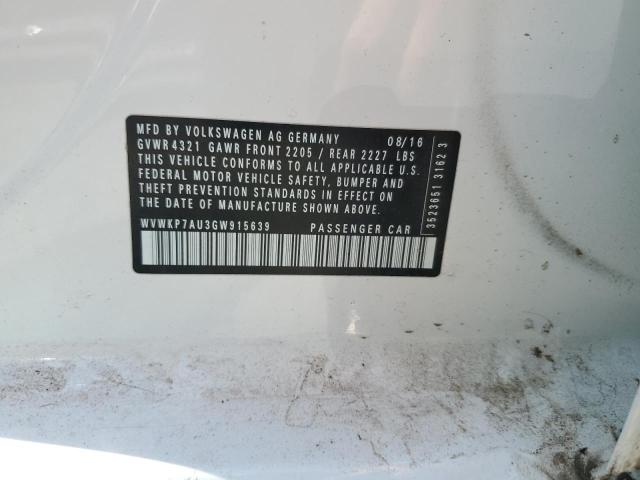 MFD BY VOLKSWAGEN AG GERMANY 08/16
GVWR 4321 GAWR FRONT 2205 / REAR 2227 LBS
THIS VEHICLE CONFORMS TO ALL APPLICABLE U.S.
FEDERAL MOTOR VEHICLE SAFETY, BUMPER AND
THEFT PREVENTION STANDARDS IN EFFECT ON
THE DATE OF MANUFACTURE SHOWN ABOVE.
WVWKP7AU3GW915639 PASSENGER CAR
3523651 3162 3